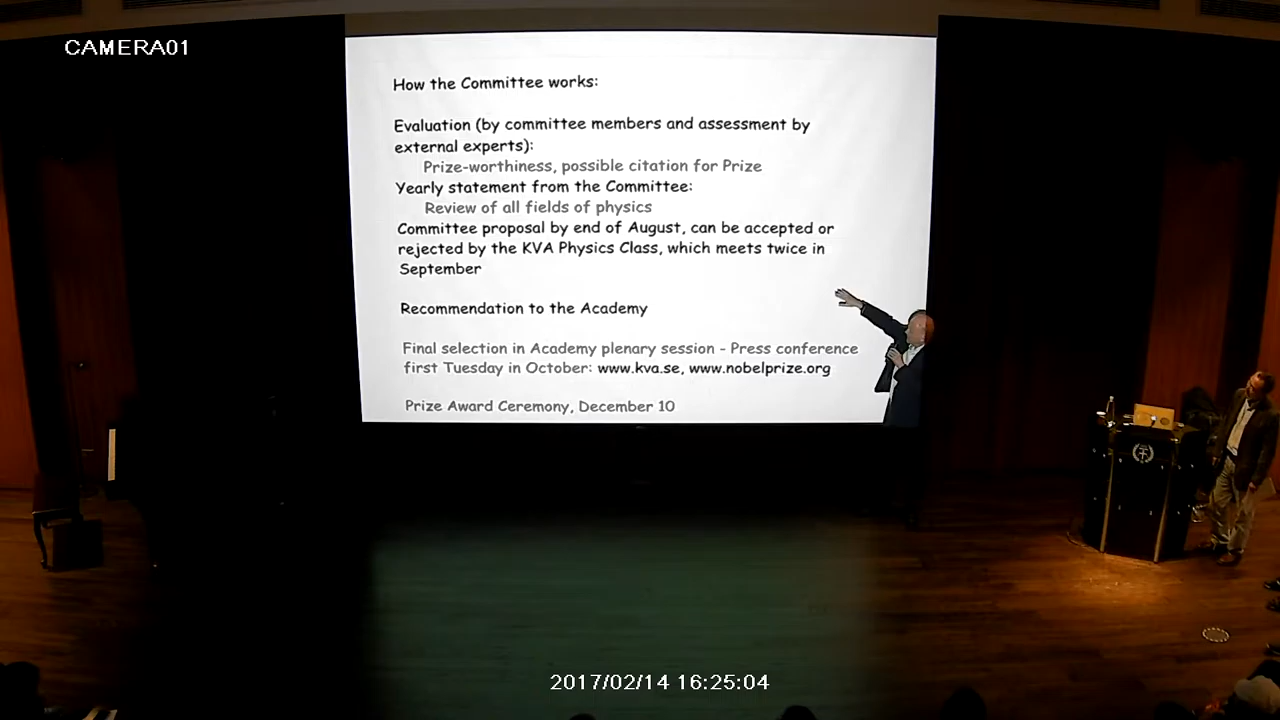 CAMERA01
How the Committee works:
Evaluation (by committee members and assessment by
external experts):
Prize-worthiness, possible citation for Prize
Yearly statement from the Committee:
Review of all fields of physics
Committee proposal by end of August, can be accepted or
rejected by the KVA Physics Class, which meets twice in
September
Recommendation to the Academy
Final selection in Academy plenary session - Press conference
first Tuesday in October: www.kva.se, www.nobelprize.org
Prize Award Ceremony, December 10
2017/02/14 16:25:04